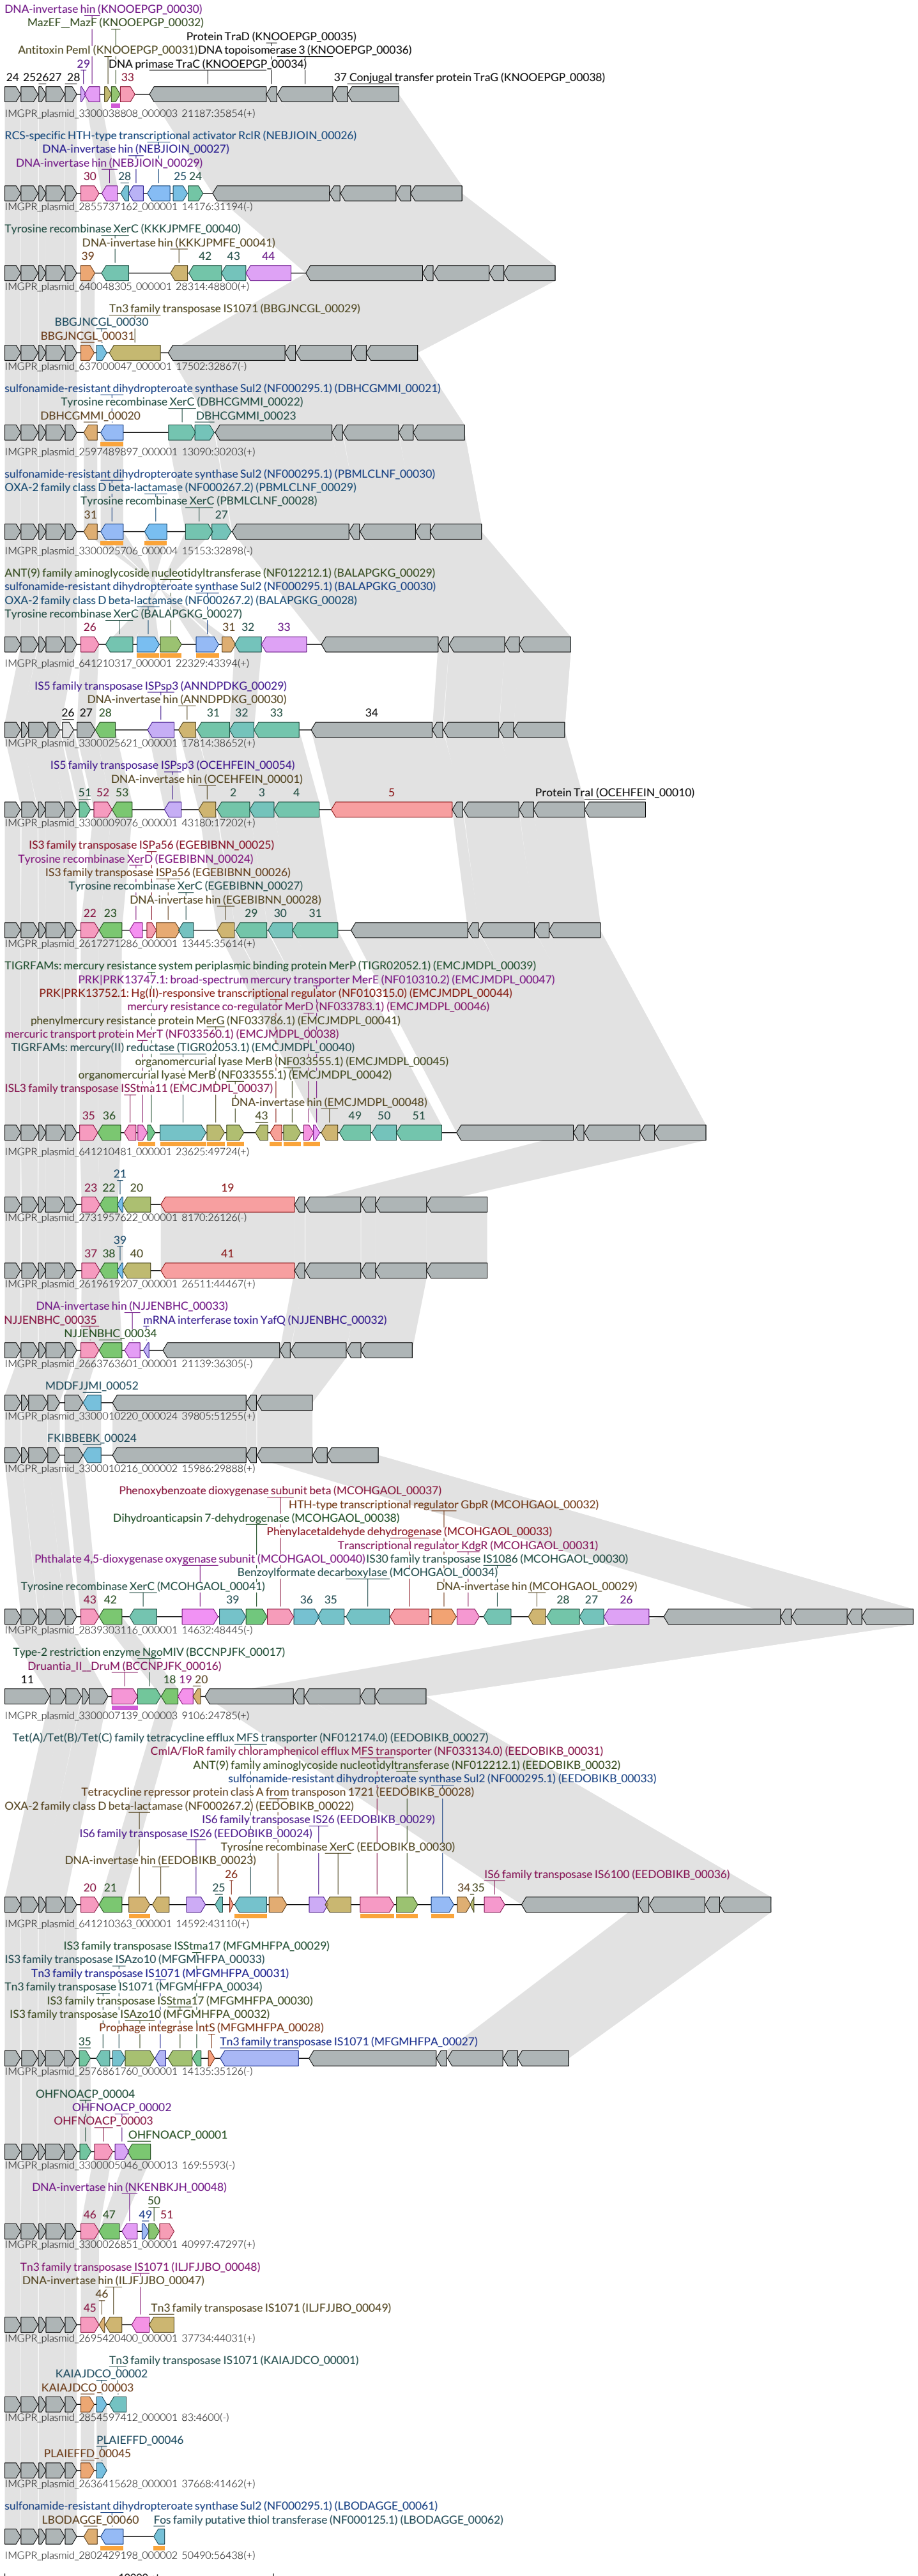 DNA-invertase hin (KNOOEPGP_00030)
MazEF__MazF (KNOOEPGP_00032)
Protein TraD (KNOOEPGP_00035)
Antitoxin PemI (KNOOEPGP_00031) DNA topoisomerase 3 (KNOOEPGP_00036)
29 DNA primase TraC (KNOOEPGP_00034)
24 25 26 27 28 33 37 Conjugal transfer protein TraG (KNOOEPGP_00038)
IMGPR_plasmid_3300038808_000003 21187:35854(+)
RCS-specific HTH-type transcriptional activator RclR (NEBJIOIN_00026)
DNA-invertase hin (NEBJIOIN_00027)
DNA-invertase hin (NEBJIOIN_00029)
30 28 25 24
IMGPR_plasmid_2855737162_000001 14176:31194(-)
Tyrosine recombinase XerC (KKKJPMFE_00040)
DNA-invertase hin (KKKJPMFE_00041)
39 42 43 44
IMGPR_plasmid_640048305_000001 28314:48800(+)
Tn3 family transposase IS1071 (BBGJNCGL_00029)
BBGJNCGL_00030
BBGJNCGL_00031
IMGPR_plasmid_637000047_000001 17502:32867(-)
sulfonamide-resistant dihydropteroate synthase Sul2 (NF000295.1) (DBHCGMMI_00021)
Tyrosine recombinase XerC (DBHCGMMI_00022)
DBHCGMMI_00020 DBHCGMMI_00023
IMGPR_plasmid_2597489897_000001 13090:30203(+)
sulfonamide-resistant dihydropteroate synthase Sul2 (NF000295.1) (PBMLCLNF_00030)
OXA-2 family class D beta-lactamase (NF000267.2) (PBMLCLNF_00029)
Tyrosine recombinase XerC (PBMLCLNF_00028)
31 27
IMGPR_plasmid_3300025706_000004 15153:32898(-)
ANT(9) family aminoglycoside nucleotidyltransferase (NF012212.1) (BALAPGKG_00029)
sulfonamide-resistant dihydropteroate synthase Sul2 (NF000295.1) (BALAPGKG_00030)
OXA-2 family class D beta-lactamase (NF000267.2) (BALAPGKG_00028)
Tyrosine recombinase XerC (BALAPGKG_00027)
26 31 32 33
IMGPR_plasmid_641210317_000001 22329:43394(+)
IS5 family transposase ISPsp3 (ANNDPDKG_00029)
DNA-invertase hin (ANNDPDKG_00030)
26 27 28 31 32 33 34
IMGPR_plasmid_3300025621_000001 17814:38652(+)
IS5 family transposase ISPsp3 (OCEHFEIN_00054)
DNA-invertase hin (OCEHFEIN_00001)
51 52 53 2 3 4 5 Protein TraI (OCEHFEIN_00010)
IMGPR_plasmid_3300009076_000001 43180:17202(+)
IS3 family transposase ISPa56 (EGEBIBNN_00025)
Tyrosine recombinase XerD (EGEBIBNN_00024)
IS3 family transposase ISPa56 (EGEBIBNN_00026)
Tyrosine recombinase XerC (EGEBIBNN_00027)
DNA-invertase hin (EGEBIBNN_00028)
22 23 29 30 31
IMGPR_plasmid_2617271286_000001 13445:35614(+)
TIGRFAMs: mercury resistance system periplasmic binding protein MerP (TIGR02052.1) (EMCJMDPL_00039)
PRK|PRK13747.1: broad-spectrum mercury transporter MerE (NF010310.2) (EMCJMDPL_00047)
PRK|PRK13752.1: Hg(II)-responsive transcriptional regulator (NF010315.0) (EMCJMDPL_00044)
mercury resistance co-regulator MerD (NF033783.1) (EMCJMDPL_00046)
phenylmercury resistance protein MerG (NF033786.1) (EMCJMDPL_00041)
mercuric transport protein MerT (NF033560.1) (EMCJMDPL_00038)
TIGRFAMs: mercury(II) reductase (TIGR02053.1) (EMCJMDPL_00040)
organomercurial lyase MerB (NF033555.1) (EMCJMDPL_00045)
organomercurial lyase MerB (NF033555.1) (EMCJMDPL_00042)
ISL3 family transposase ISStma11 (EMCJMDPL_00037)
DNA-invertase hin (EMCJMDPL_00048)
35 36 43 49 50 51
IMGPR_plasmid_641210481_000001 23625:49724(+)
21
23 22 20 19
IMGPR_plasmid_2731957622_000001 8170:26126(-)
39
37 38 40 41
IMGPR_plasmid_2619619207_000001 26511:44467(+)
DNA-invertase hin (NJJENBHC_00033)
NJJENBHC_00035 mRNA interferase toxin YafQ (NJJENBHC_00032)
NJJENBHC_00034
IMGPR_plasmid_2663763601_000001 21139:36305(-)
MDDFJJMI_00052
IMGPR_plasmid_3300010220_000024 39805:51255(+)
FKIBBEBK_00024
IMGPR_plasmid_3300010216_000002 15986:29888(+)
Phenoxybenzoate dioxygenase subunit beta (MCOHGAOL_00037)
HTH-type transcriptional regulator GbpR (MCOHGAOL_00032)
Dihydroanticapsin 7-dehydrogenase (MCOHGAOL_00038)
Phenylacetaldehyde dehydrogenase (MCOHGAOL_00033)
Transcriptional regulator KdgR (MCOHGAOL_00031)
Phthalate 4,5-dioxygenase oxygenase subunit (MCOHGAOL_00040) IS30 family transposase IS1086 (MCOHGAOL_00030)
Benzoylformate decarboxylase (MCOHGAOL_00034)
Tyrosine recombinase XerC (MCOHGAOL_00041) DNA-invertase hin (MCOHGAOL_00029)
43 42 39 36 35 28 27 26
IMGPR_plasmid_2839303116_000001 14632:48445(-)
Type-2 restriction enzyme NgoMIV (BCCNPJFK_00017)
Druantia_II__DruM (BCCNPJFK_00016)
11 18 19 20
IMGPR_plasmid_3300007139_000003 9106:24785(+)
Tet(A)/Tet(B)/Tet(C) family tetracycline efflux MFS transporter (NF012174.0) (EEDOBIKB_00027)
CmlA/FloR family chloramphenicol efflux MFS transporter (NF033134.0) (EEDOBIKB_00031)
ANT(9) family aminoglycoside nucleotidyltransferase (NF012212.1) (EEDOBIKB_00032)
sulfonamide-resistant dihydropteroate synthase Sul2 (NF000295.1) (EEDOBIKB_00033)
Tetracycline repressor protein class A from transposon 1721 (EEDOBIKB_00028)
OXA-2 family class D beta-lactamase (NF000267.2) (EEDOBIKB_00022)
IS6 family transposase IS26 (EEDOBIKB_00029)
IS6 family transposase IS26 (EEDOBIKB_00024)
Tyrosine recombinase XerC (EEDOBIKB_00030)
DNA-invertase hin (EEDOBIKB_00023)
26 IS6 family transposase IS6100 (EEDOBIKB_00036)
20 21 25 34 35
IMGPR_plasmid_641210363_000001 14592:43110(+)
IS3 family transposase ISStma17 (MFGMHFPA_00029)
IS3 family transposase ISAzo10 (MFGMHFPA_00033)
Tn3 family transposase IS1071 (MFGMHFPA_00031)
Tn3 family transposase IS1071 (MFGMHFPA_00034)
IS3 family transposase ISStma17 (MFGMHFPA_00030)
IS3 family transposase ISAzo10 (MFGMHFPA_00032)
Prophage integrase IntS (MFGMHFPA_00028)
35 Tn3 family transposase IS1071 (MFGMHFPA_00027)
IMGPR_plasmid_2576861760_000001 14135:35126(-)
OHFNOACP_00004
OHFNOACP_00002
OHFNOACP_00003
OHFNOACP_00001
IMGPR_plasmid_3300005046_000013 169:5593(-)
DNA-invertase hin (NKENBKJH_00048)
50
46 47 49 51
IMGPR_plasmid_3300026851_000001 40997:47297(+)
Tn3 family transposase IS1071 (ILJFJJBO_00048)
DNA-invertase hin (ILJFJJBO_00047)
46
45 Tn3 family transposase IS1071 (ILJFJJBO_00049)
IMGPR_plasmid_2695420400_000001 37734:44031(+)
Tn3 family transposase IS1071 (KAIAJDCO_00001)
KAIAJDCO_00002
KAIAJDCO_00003
IMGPR_plasmid_2854597412_000001 83:4600(-)
PLAIEFFD_00046
PLAIEFFD_00045
IMGPR_plasmid_2636415628_000001 37668:41462(+)
sulfonamide-resistant dihydropteroate synthase Sul2 (NF000295.1) (LBODAGGE_00061)
LBODAGGE_00060 Fos family putative thiol transferase (NF000125.1) (LBODAGGE_00062)
IMGPR_plasmid_2802429198_000002 50490:56438(+)